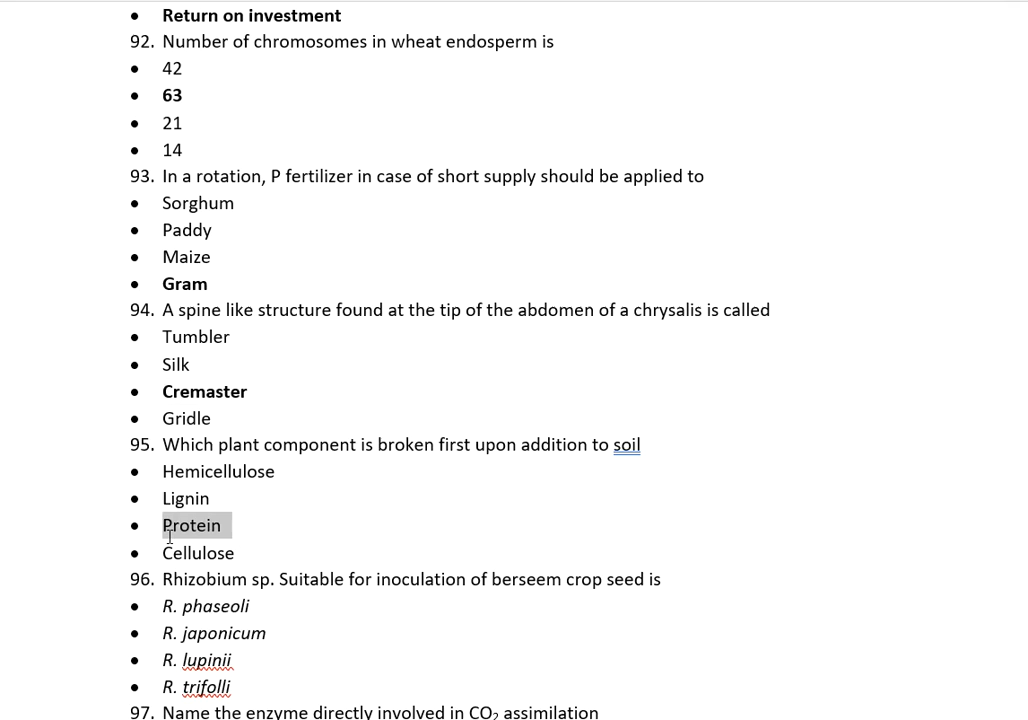 • Return on investment
92. Number of chromosomes in wheat endosperm is
• 42
• 63
• 21
• 14
93. In a rotation, P fertilizer in case of short supply should be applied to
• Sorghum
• Paddy
• Maize
• Gram
94. A spine like structure found at the tip of the abdomen of a chrysalis is called
• Tumbler
• Silk
• Cremaster
• Gridle
95. Which plant component is broken first upon addition to soil
• Hemicellulose
• Lignin
• Protein
• Cellulose
96. Rhizobium sp. Suitable for inoculation of berseem crop seed is
• R. phaseoli
• R. japonicum
• R. lupinii
• R. trifolli
97. Name the enzyme directly involved in CO₂ assimilation